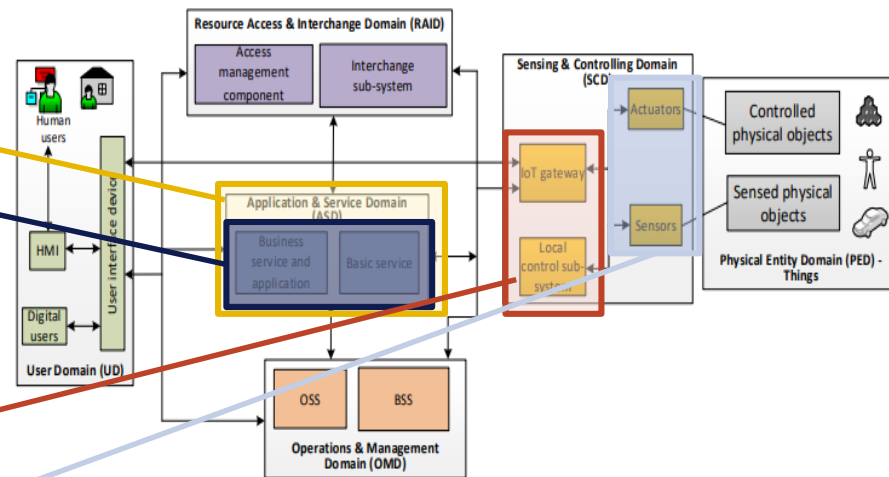 Resource Access & Interchange Domain (RAID)
Access
management
component
Interchange
sub-system
Human
users
HMI
Digital
users
User interface device
User Domain (UD)
Application & Service Domain
(ASD)
Business
service and
application
Basic service
OSS
BSS
Operations & Management
Domain (OMD)
Sensing & Controlling Domain
(SCD)
IoT gateway
Local
control sub-
system
Actuators
Sensors
Controlled
physical objects
Sensed physical
objects
Physical Entity Domain (PED) -
Things